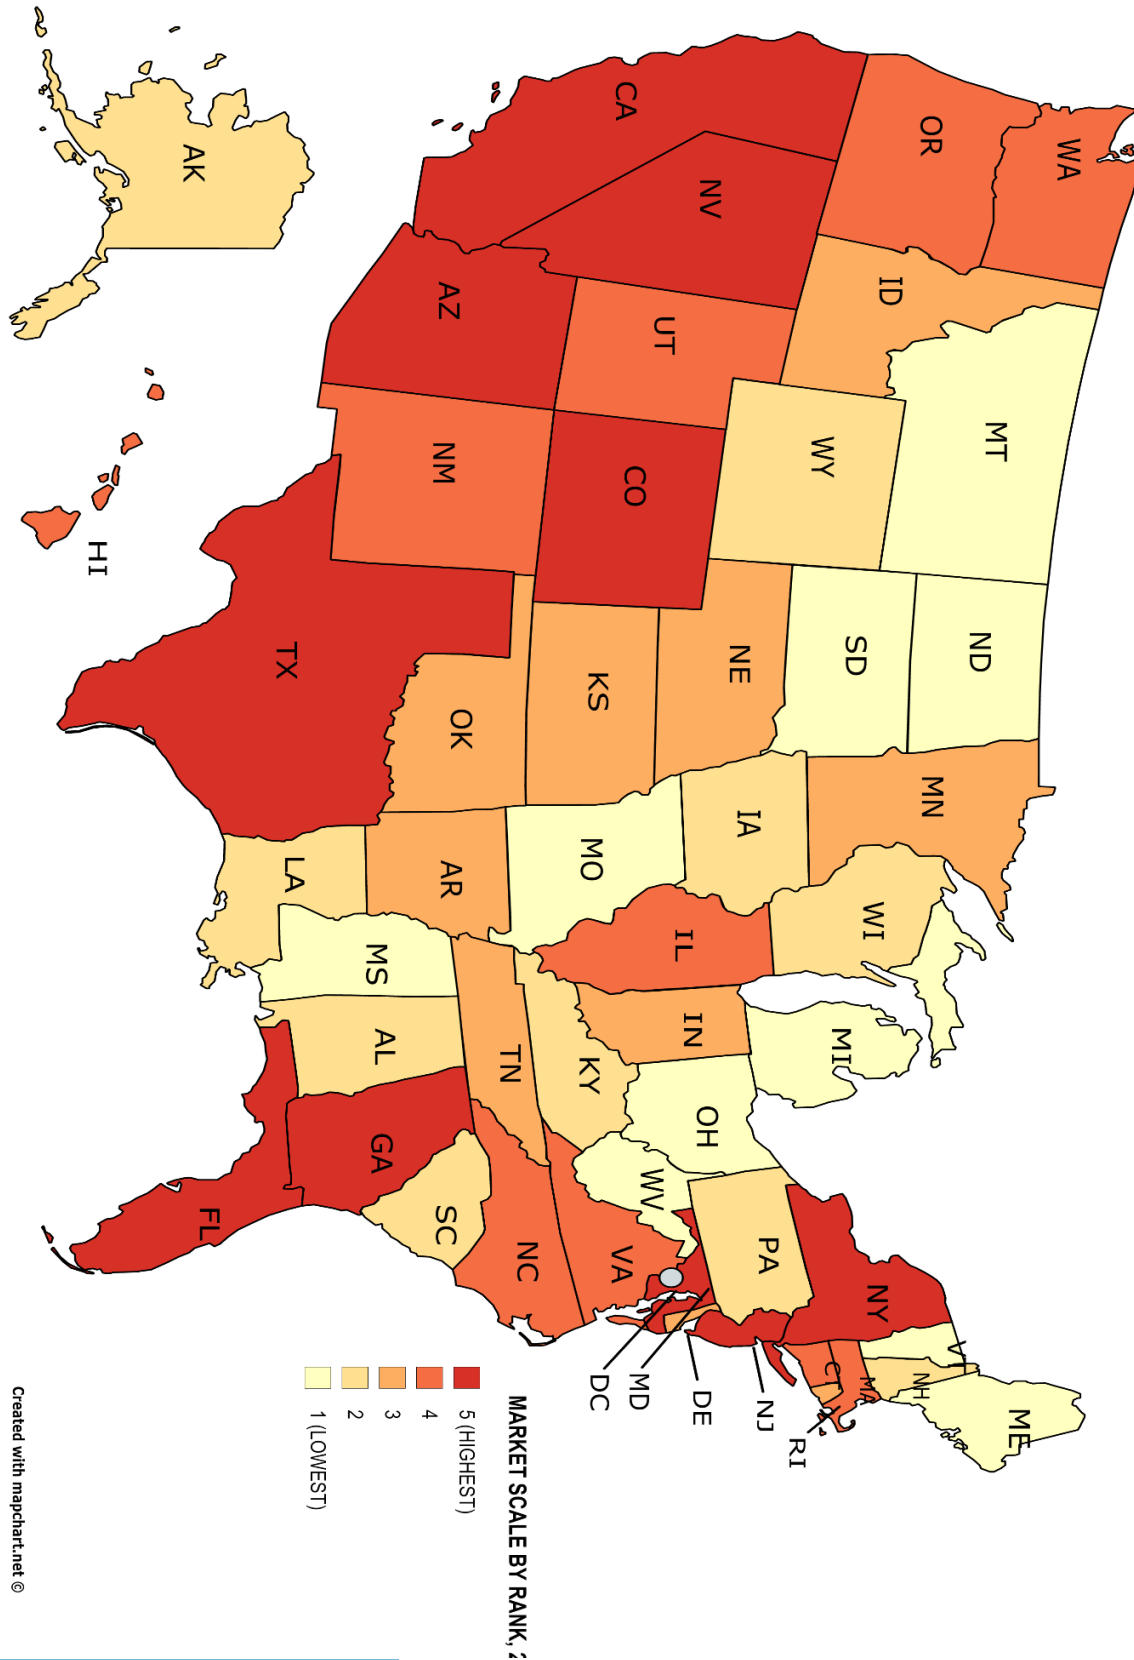 WA
OR
CA
NV
ID
MT
WY
UT
AZ
CO
NM
ND
SD
NE
KS
OK
TX
MN
IA
MO
AR
LA
WI
IL
MS
MI
IN
KY
TN
AL
OH
WV
GA
FL
SC
NC
VA
PA
NY
VT
NH
ME
MA
CT
RI
NJ
DE
MD
DC
AK
HI
MARKET SCALE BY RANK,
5 (HIGHEST)
4
3
2
1 (LOWEST)
Created with mapchart.net ©